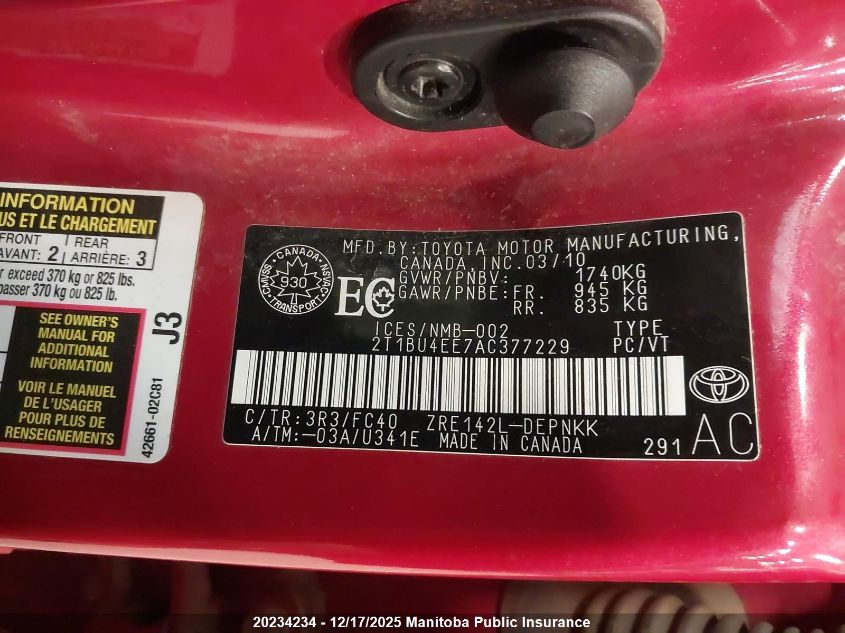 INFORMATION
US ET LE CHARGEMENT
FRONT
AVANT: 2
REAR
ARRIÈRE: 3
r exceed 370 kg or 825 lbs.
passer 370 kg ou 825 lb.
SEE OWNER'S
MANUAL FOR
ADDITIONAL
INFORMATION
VOIR LE MANUEL
DE L'USAGER
POUR PLUS DE
RENSEIGNEMENTS
J3
42661-02C81
CANADA
930
TRANSPORT
EC
MFD. BY: TOYOTA MOTOR MANUFACTURING,
CANADA, INC. 03/10
GVWR/PNBV: 1740KG
GAWR/PNBE: FR. 945 KG
RR. 835 KG
ICES/NMB-002 TYPE
2T1BU4EE7AC377229 PC/VT
C/TR: 3R3/FC40 ZRE142L-DEPNKK
A/TM: -03A/U341E MADE IN CANADA
291 AC
20234234 - 12/17/2025 Manitoba Public Insurance